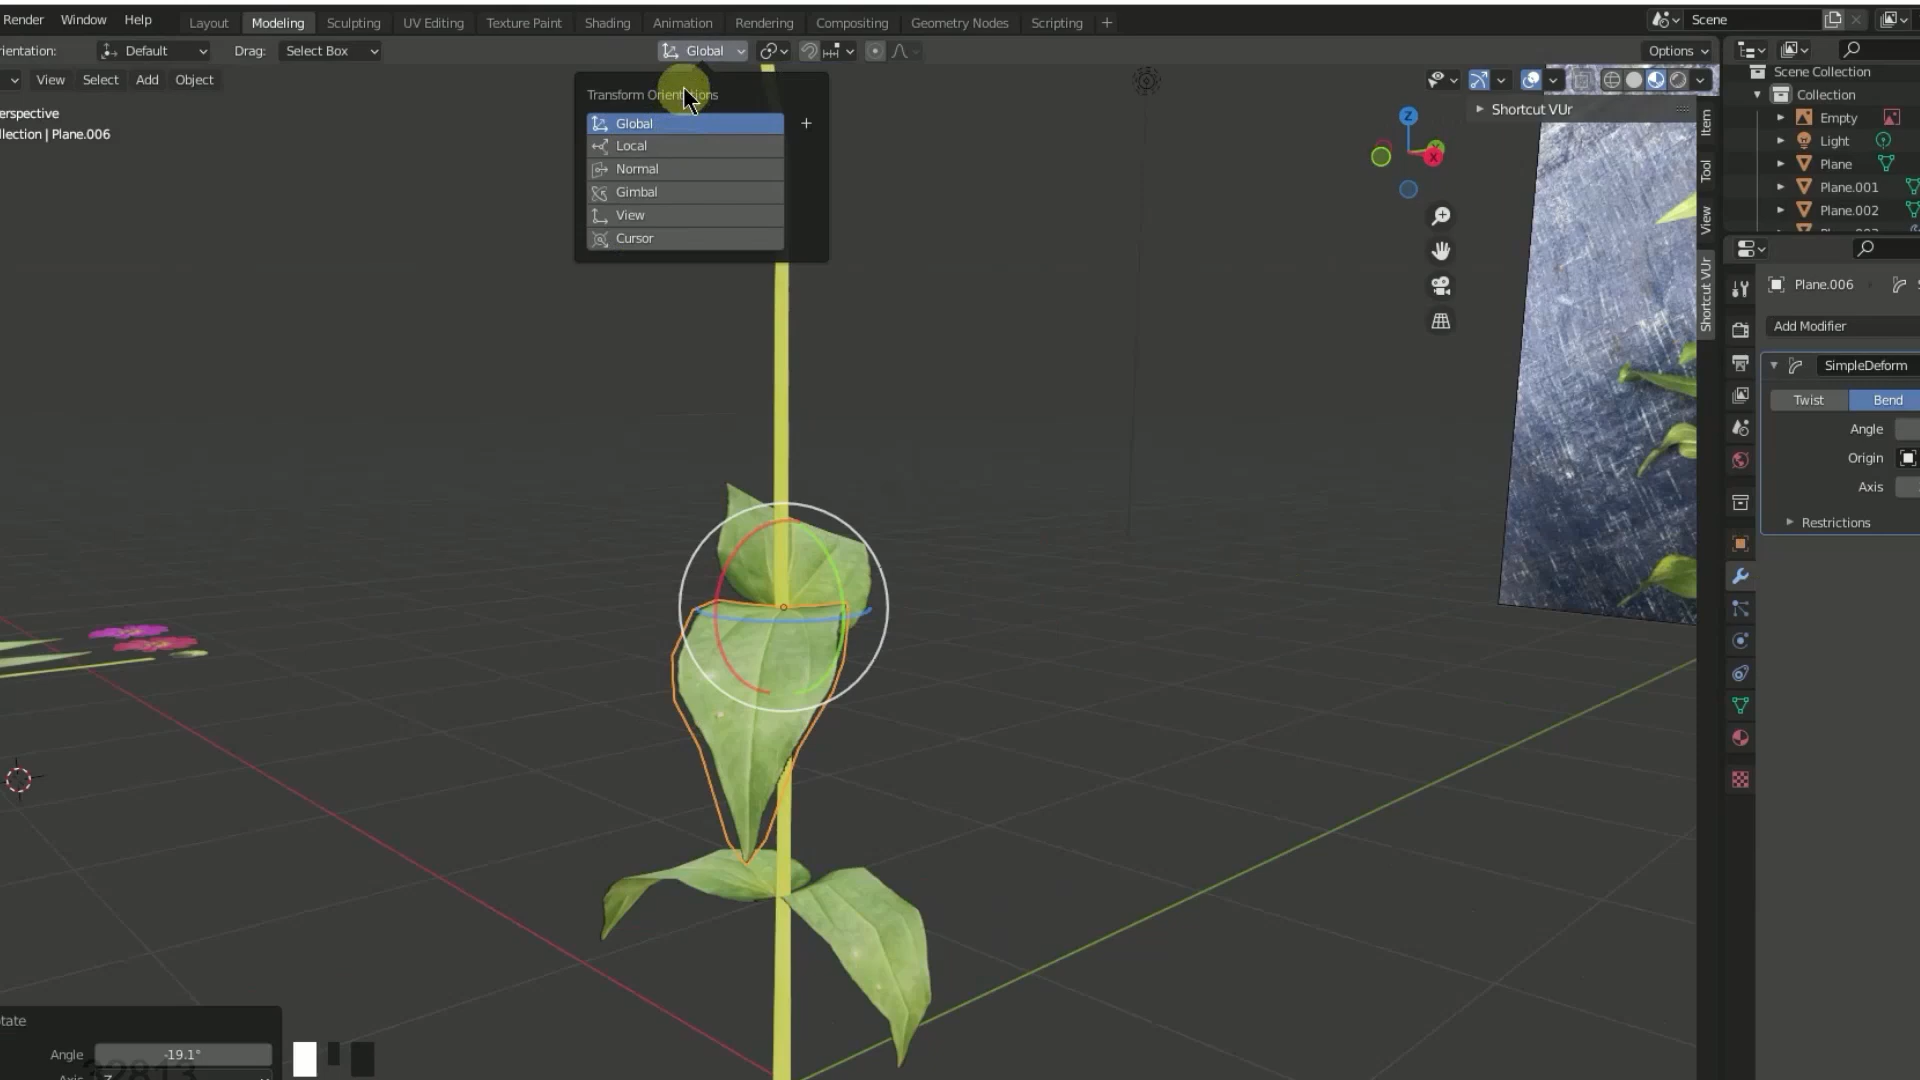 Render Window Help Layout Modeling Sculpting UV Editing Texture Paint Shading Animation Rendering Compositing Geometry Nodes Scripting + Scene
rientation: Default Drag: Select Box Global Options
View Select Add Object
Scene Collection
Collection
Empty
Light
Plane
Plane.001
Plane.002
erspective
llection | Plane.006
Transform Orientations
Global +
Local
Normal
Gimbal
View
Cursor
Shortcut VUr
Z
X
Item
Tool
View
Shortcut VUr
Plane.006
Add Modifier
SimpleDeform
Twist Bend
Angle
Origin
Axis
Restrictions
tate
Angle -19.1°